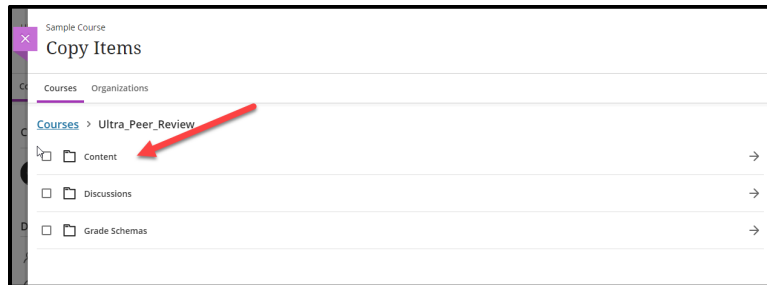 Sample Course
Copy Items
Courses Organizations
Courses > Ultra_Peer_Review
Content
Discussions
Grade Schemas